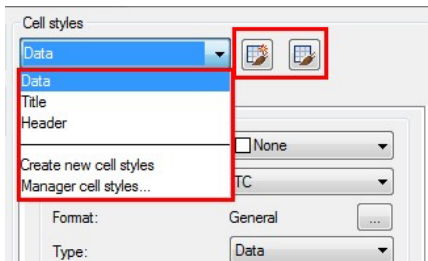 Cell styles
Data
Data
Title
Header
Create new cell styles
Manager cell styles...
None
TC
Format: General ...
Type: Data